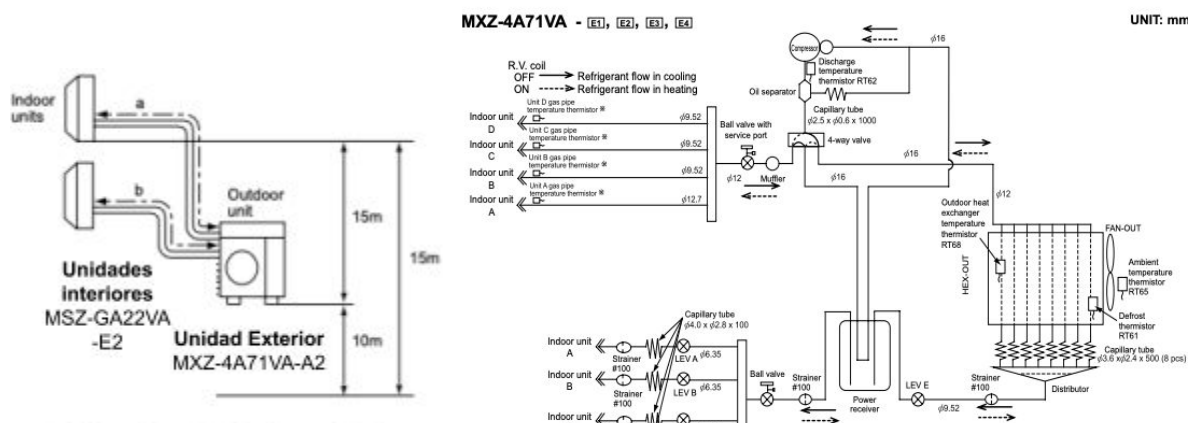 Indoor
units
a
b
Outdoor
unit
15m
15m
10m
Unidades
interiores
MSZ-GA22VA
-E2
Unidad Exterior
MXZ-4A71VA-A2
MXZ-4A71VA - E1, E2, E3, E4
UNIT: mm
R.V. coil
OFF Refrigerant flow in cooling
ON Refrigerant flow in heating
Compressor
φ16
Discharge
temperature
thermistor RT62
Oil separator
Capillary tube
φ2.5 x φ0.6 x 1000
4-way valve
Ball valve with
service port
Muffler
φ12
φ16
φ16
φ12
Unit D gas pipe
temperature thermistor ※
Indoor unit
D
φ9.52
Unit C gas pipe
temperature thermistor ※
Indoor unit
C
φ9.52
Unit B gas pipe
temperature thermistor ※
Indoor unit
B
φ9.52
Unit A gas pipe
temperature thermistor ※
Indoor unit
A
φ12.7
Outdoor heat
exchanger
temperature
thermistor
RT68
HEX-OUT
FAN-OUT
Ambient
temperature
thermistor
RT65
Defrost
thermistor
RT61
Capillary tube
φ3.6 x φ2.4 x 500 (8 pcs)
Distributor
Capillary tube
φ4.0 x φ2.8 x 100
Indoor unit
A
Strainer
#100
LEV A
φ6.35
Indoor unit
B
Strainer
#100
LEV B
φ6.35
Indoor unit
Ball valve
Strainer
#100
Power
receiver
LEV E
φ9.52
Strainer
#100